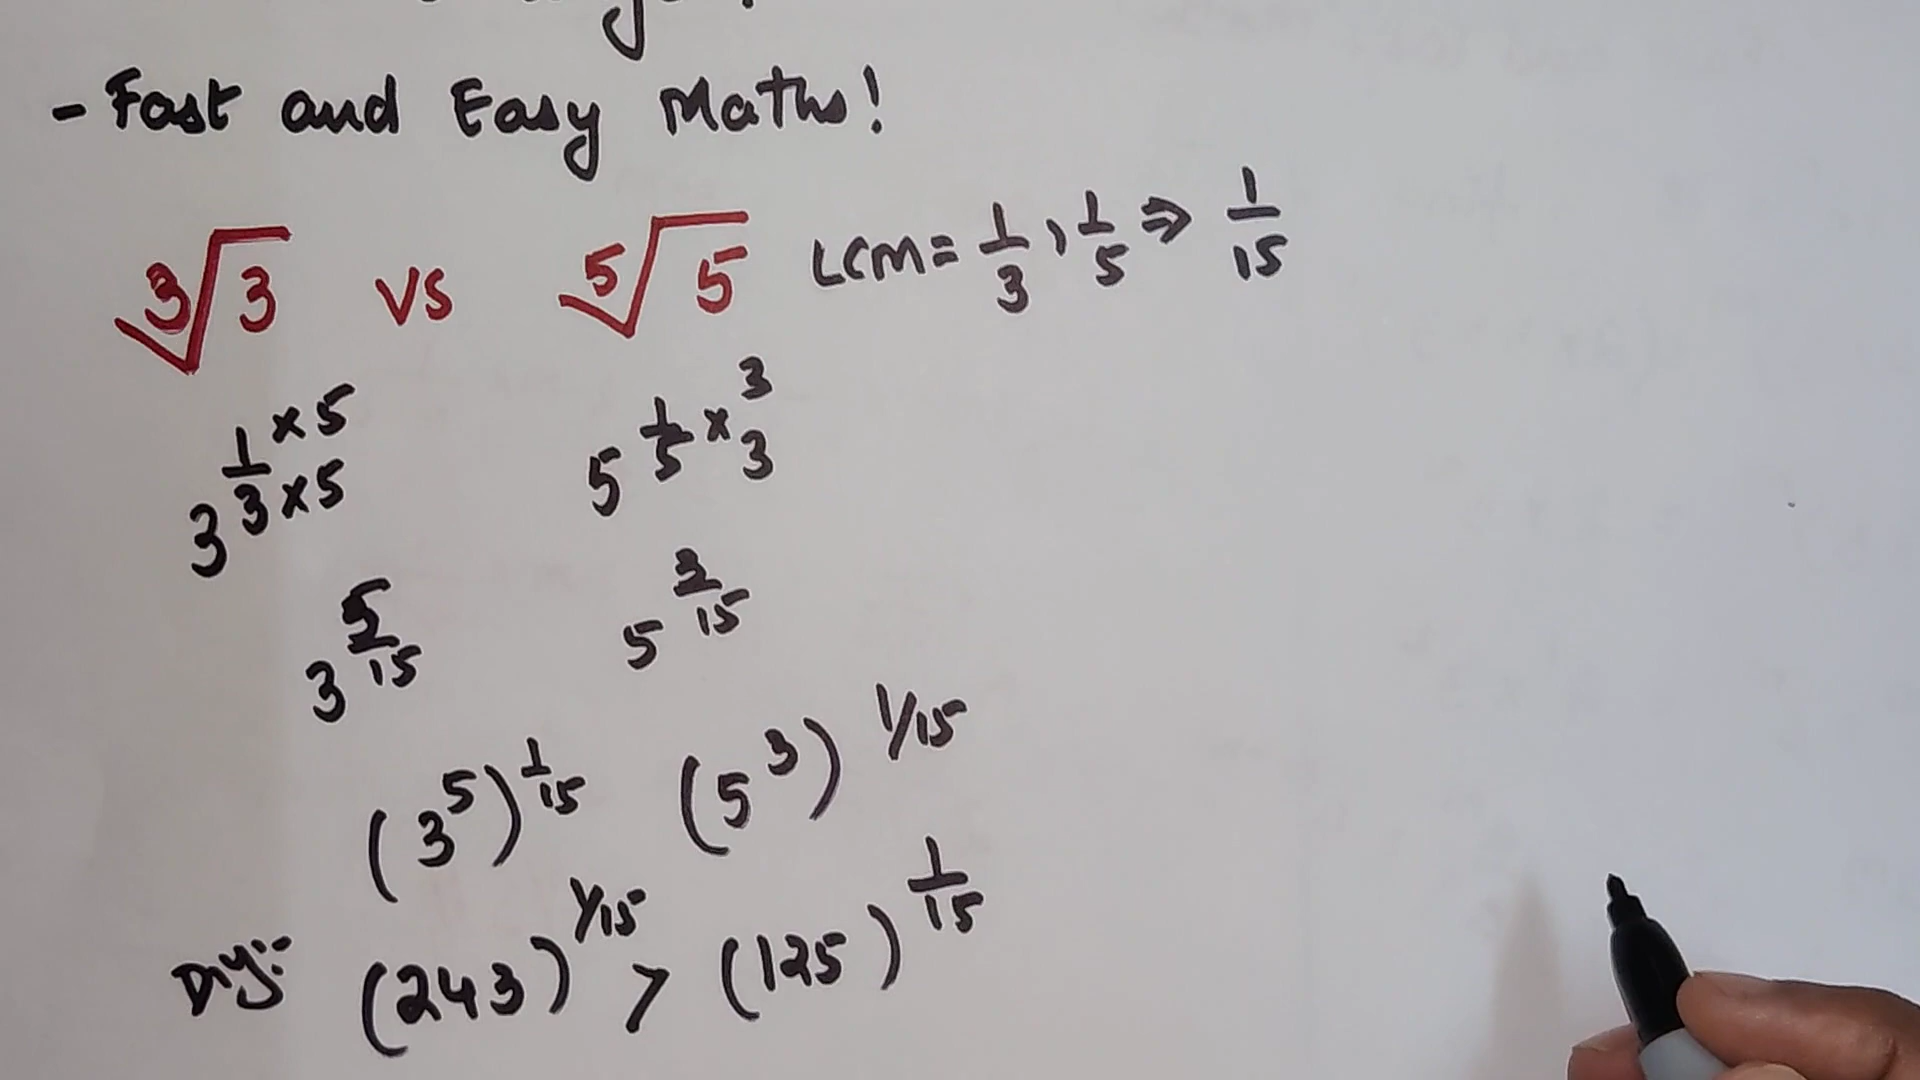 - Fast and Easy Maths!
∛3 vs ⁵√5 LCM = 1/3, 1/5 ⇒ 1/15
3^(1×5/3×5) 5^(1/5 × 3/3)
3^(5/15) 5^(3/15)
(3^5)^(1/15) (5^3)^(1/15)
(243)^(1/15) > (125)^(1/15)